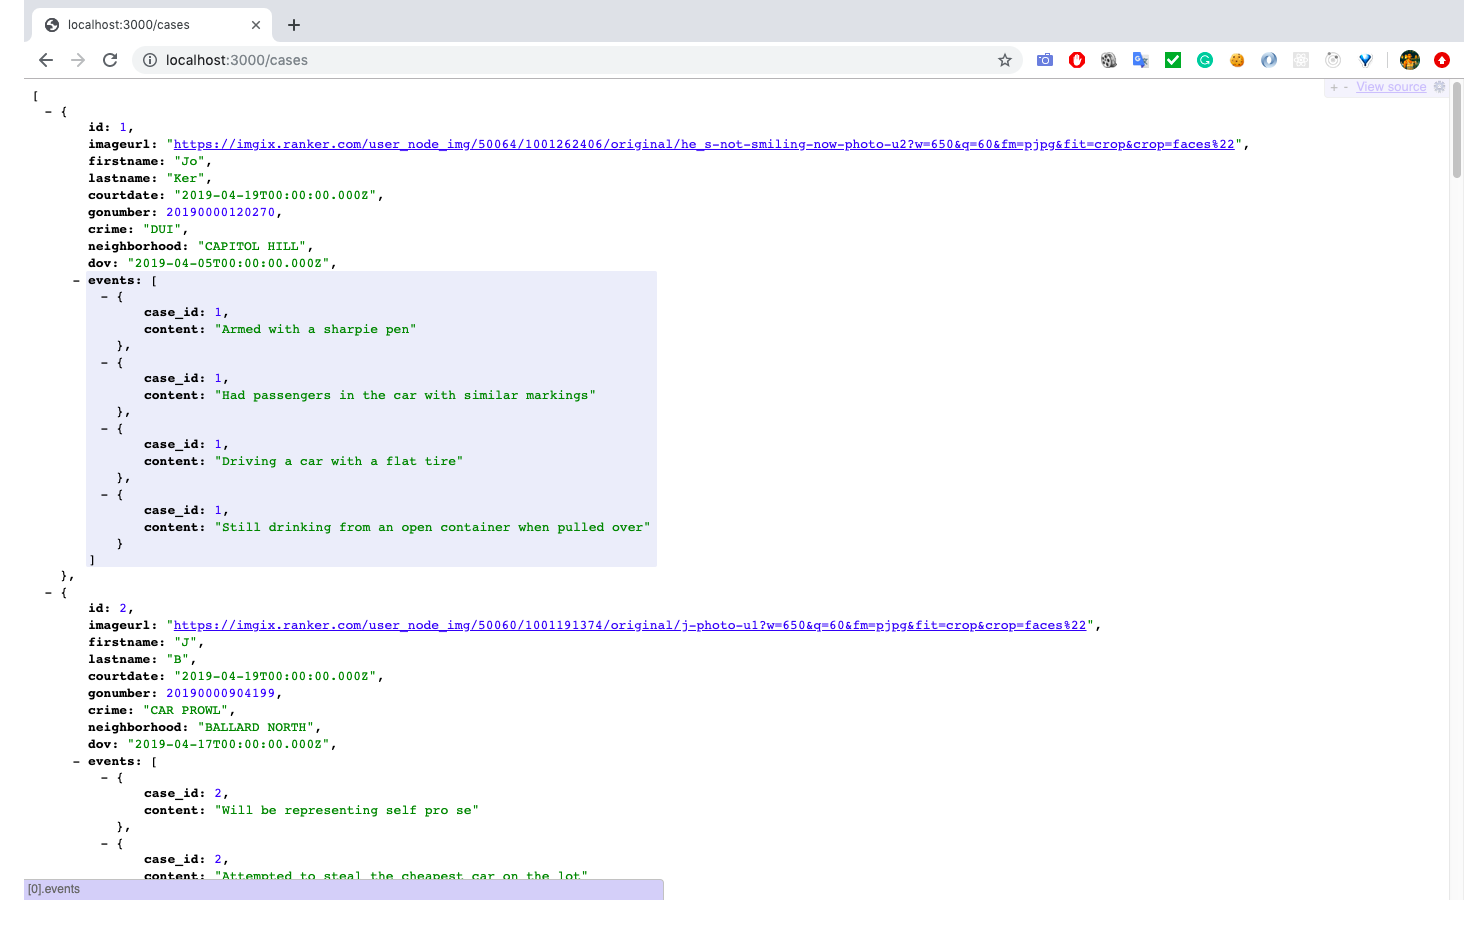 localhost:3000/cases
localhost:3000/cases
+ - View source
[
- {
id: 1,
imageurl: "https://imgix.ranker.com/user_node_img/50064/1001262406/original/he_s-not-smiling-now-photo-u2?w=650&q=60&fm=pjpg&fit=crop&crop=faces%22",
firstname: "Jo",
lastname: "Ker",
courtdate: "2019-04-19T00:00:00.000Z",
gonumber: 20190000120270,
crime: "DUI",
neighborhood: "CAPITOL HILL",
dov: "2019-04-05T00:00:00.000Z",
- events: [
- {
case_id: 1,
content: "Armed with a sharpie pen"
},
- {
case_id: 1,
content: "Had passengers in the car with similar markings"
},
- {
case_id: 1,
content: "Driving a car with a flat tire"
},
- {
case_id: 1,
content: "Still drinking from an open container when pulled over"
}
]
},
- {
id: 2,
imageurl: "https://imgix.ranker.com/user_node_img/50060/1001191374/original/j-photo-u1?w=650&q=60&fm=pjpg&fit=crop&crop=faces%22",
firstname: "J",
lastname: "B",
courtdate: "2019-04-19T00:00:00.000Z",
gonumber: 20190000904199,
crime: "CAR PROWL",
neighborhood: "BALLARD NORTH",
dov: "2019-04-17T00:00:00.000Z",
- events: [
- {
case_id: 2,
content: "Will be representing self pro se"
},
- {
case_id: 2,
content: "Attempted to steal the cheapest car on the lot"
[0].events